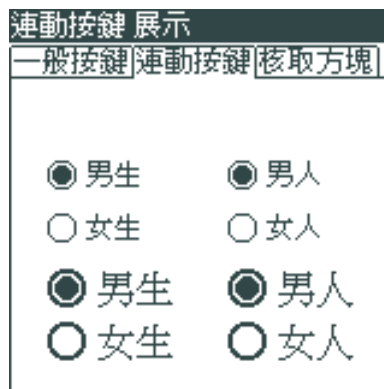 連動按鍵 展示
一般按鍵 連動按鍵 核取方塊
男生 男人
女生 女人
男生 男人
女生 女人